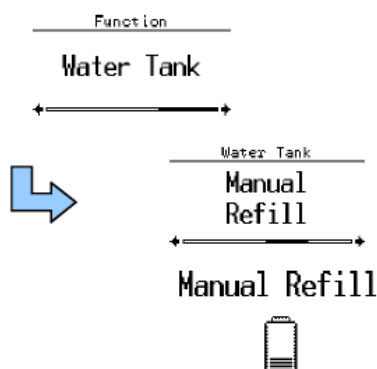 Function
Water Tank
Water Tank
Manual
Refill
Manual Refill